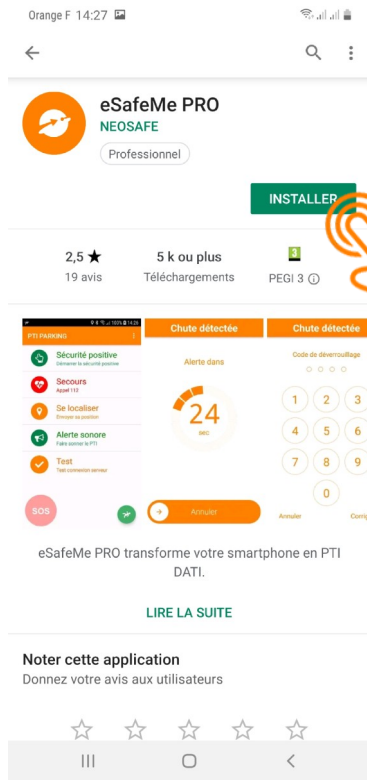 Orange F 14:27
eSafeMe PRO
NEOSAFE
Professionnel
INSTALLER
2,5 ★
19 avis
5 k ou plus
Téléchargements
3
PEGI 3
PTI PARKING
100% 14:26
Sécurité positive
Démarrer la sécurité positive
Secours
Appel 112
Se localiser
Envoyer sa position
Alerte sonore
Faire sonner le PTI
Test
Test connexion serveur
SOS
Chute détectée
Alerte dans
24
SEC
Annuler
Chute détectée
Code de déverrouillage
1 2 3
4 5 6
7 8 9
0
Annuler
Corrig
eSafeMe PRO transforme votre smartphone en PTI
DATI.
LIRE LA SUITE
Noter cette application
Donnez votre avis aux utilisateurs